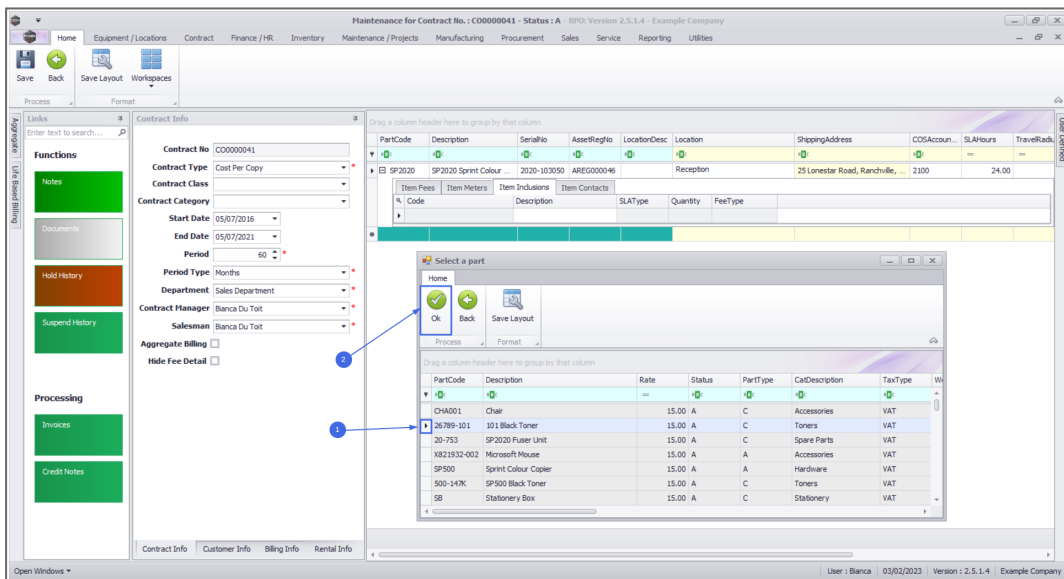 Maintenance for Contract No. : CO0000041 - Status : A - BPO: Version 2.5.1.4 - Example Company
Home Equipment / Locations Contract Finance / HR Inventory Maintenance / Projects Manufacturing Procurement Sales Service Reporting Utilities
Save Back Save Layout Workspaces
Process Format
Aggregate
Life Based Billing
Links
Enter text to search...
Functions
Notes
Documents
Hold History
Suspend History
Processing
Invoices
Credit Notes
Contract Info
Contract No CO0000041
Contract Type Cost Per Copy
Contract Class
Contract Category
Start Date 05/07/2016
End Date 05/07/2021
Period 60 *
Period Type Months *
Department Sales Department *
Contract Manager Bianca Du Toit *
Salesman Bianca Du Toit *
Aggregate Billing
Hide Fee Detail
Contract Info Customer Info Billing Info Rental Info
Drag a column header here to group by that column
PartCode Description SerialNo AssetRegNo LocationDesc Location ShippingAddress COSAccoun... SLAHours TravelRadiu
SP2020 SP2020 Sprint Colour ... 2020-103050 AREG000046 Reception 25 Lonestar Road, Ranchville, ... 2100 24.00
Item Fees Item Meters Item Inclusions Item Contacts
Code Description SLAType Quantity FeeType
User Defined
Select a part
Home
Ok Back Save Layout
Process Format
2
Drag a column header here to group by that column
PartCode Description Rate Status PartType CatDescription TaxType
CHA001 Chair 15.00 A C Accessories VAT
1
26789-101 101 Black Toner 15.00 A C Toners VAT
20-753 SP2020 Fuser Unit 15.00 A C Spare Parts VAT
X821932-002 Microsoft Mouse 15.00 A A Accessories VAT
SP500 Sprint Colour Copier 15.00 A A Hardware VAT
500-147K SP500 Black Toner 15.00 A C Toners VAT
SB Stationery Box 15.00 A C Stationery VAT
Open Windows User : Bianca 03/02/2023 Version : 2.5.1.4 Example Company